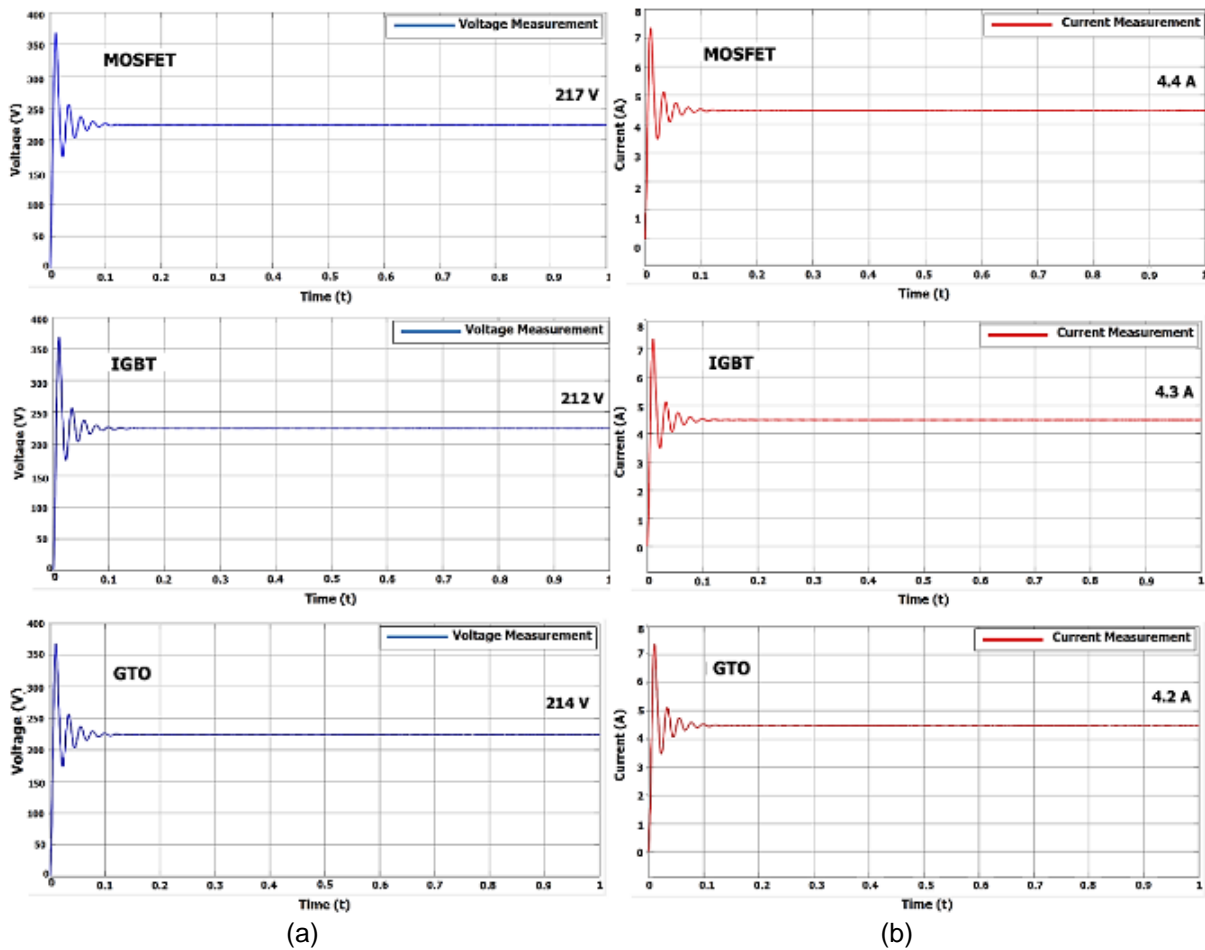 400
Voltage Measurement
350
MOSFET
300
217 V
250
200
150
100
50
0
Voltage (V)
0 0.1 0.2 0.3 0.4 0.5 0.6 0.7 0.8 0.9 1
Time (t)
8
Current Measurement
7
MOSFET
6
4.4 A
5
4
3
2
1
0
Current (A)
0 0.1 0.2 0.3 0.4 0.5 0.6 0.7 0.8 0.9 1
Time (t)
400
Voltage Measurement
350
IGBT
300
212 V
250
200
150
100
50
0
Voltage (V)
0 0.1 0.2 0.3 0.4 0.5 0.6 0.7 0.8 0.9 1
Time (t)
8
Current Measurement
7
IGBT
6
4.3 A
5
4
3
2
1
0
Current (A)
0 0.1 0.2 0.3 0.4 0.5 0.6 0.7 0.8 0.9 1
Time (t)
400
Voltage Measurement
350
GTO
300
214 V
250
200
150
100
50
0
Voltage (V)
0 0.1 0.2 0.3 0.4 0.5 0.6 0.7 0.8 0.9 1
Time (t)
8
Current Measurement
7
GTO
6
4.2 A
5
4
3
2
1
0
Current (A)
0 0.1 0.2 0.3 0.4 0.5 0.6 0.7 0.8 0.9 1
Time (t)
(a)
(b)